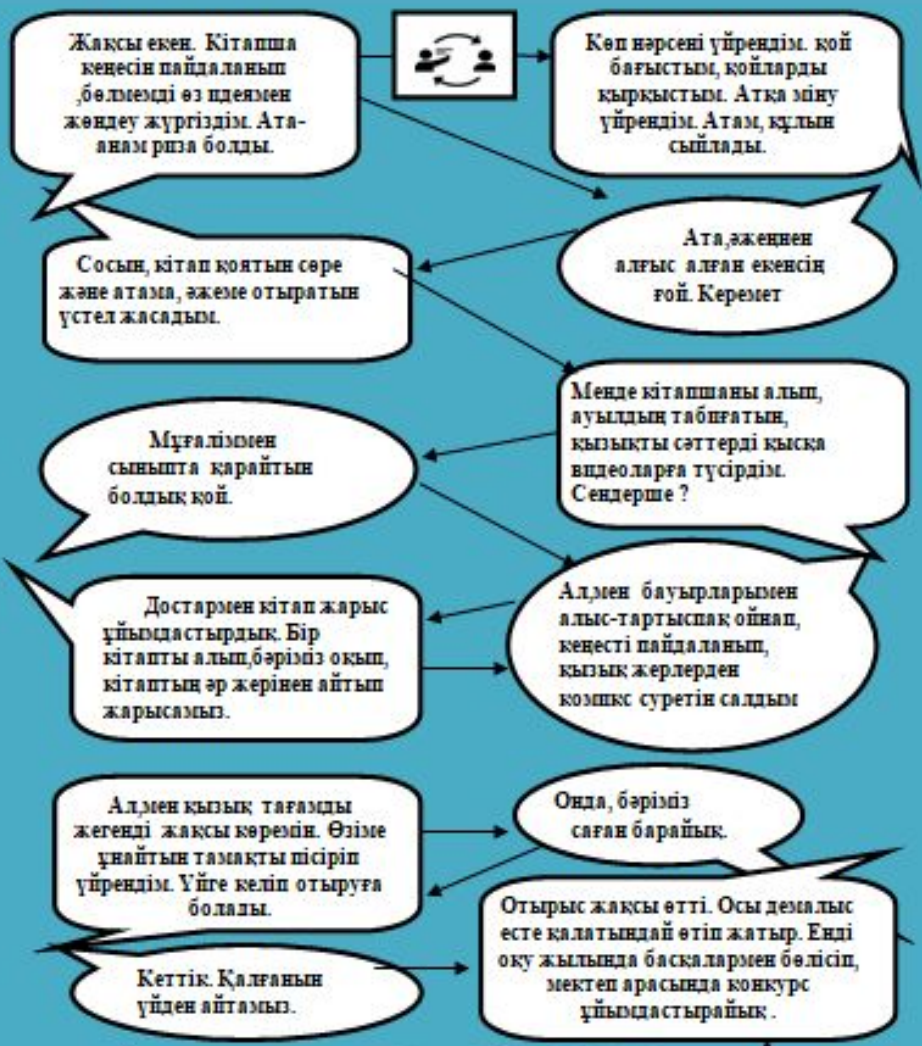 Жақсы екен. Кітапша
кеңесін пайдаланып
,бөлмемді өз идеямен
жөндеу жүргіздім. Ата-
анам риза болды.
Көп нәрсені үйрендім. қой
бағыстым, қойларды
қырқыстым. Атқа міну
үйрендім. Атам, құлын
сыйлады.
Ата,әжеңнен
алғыс алған екенсің
ғой. Керемет
Сосын, кітап қоятын сөре
және атама, әжеме отыратын
үстел жасадым.
Менде кітапшаны алып,
ауылдың табиғатын,
қызықты сәттерді қысқа
видеоларға түсірдім.
Сендерше ?
Мұғаліммен
сыныпта қарайтын
болдық қой.
Ал,мен бауырларымен
алыс-тартыспақ ойнап,
кеңесті пайдаланып,
қызық жерлерден
комикс суретін салдым
Достармен кітап жарыс
ұйымдастырдық. Бір
кітапты алып,бәріміз оқып,
кітаптың әр жерінен айтып
жарысамыз.
Ал,мен қызық тағамды
жегенді жақсы көремін. Өзіме
ұнайтын тамақты пісіріп
үйрендім. Үйге келіп отыруға
болады.
Онда, бәріміз
саған барайық.
Кеттік. Қалғанын
үйден айтамыз.
Отырыс жақсы өтті. Осы демалыс
есте қалатындай өтіп жатыр. Енді
оқу жылында басқалармен бөлісіп,
мектеп арасында конкурс
ұйымдастырайық .